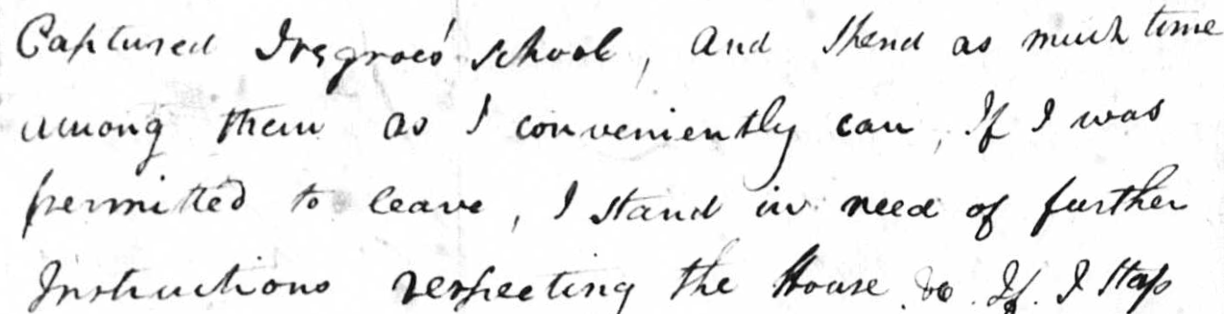 Captured Negroes' school, And spend as much time
among them as I conveniently can, If I was
permitted to leave, I stand in need of further
Instructions respecting the House &c. If I Stop